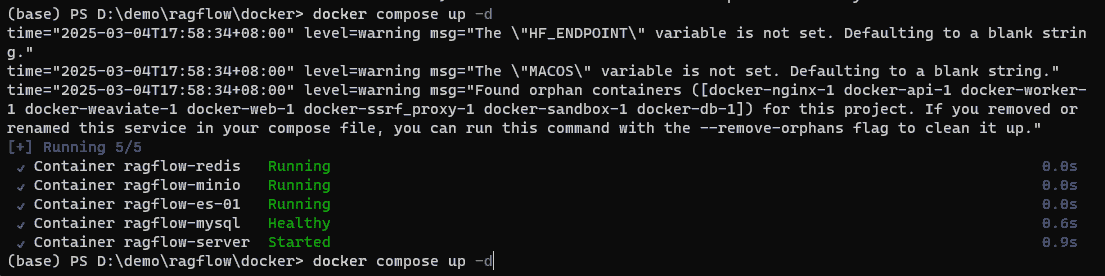 (base) PS D:\demo\ragflow\docker> docker compose up -d
time="2025-03-04T17:58:34+08:00" level=warning msg="The \"HF_ENDPOINT\" variable is not set. Defaulting to a blank strin
g."
time="2025-03-04T17:58:34+08:00" level=warning msg="The \"MACOS\" variable is not set. Defaulting to a blank string."
time="2025-03-04T17:58:34+08:00" level=warning msg="Found orphan containers ([docker-nginx-1 docker-api-1 docker-worker-
1 docker-weaviate-1 docker-web-1 docker-ssrf_proxy-1 docker-sandbox-1 docker-db-1]) for this project. If you removed or
renamed this service in your compose file, you can run this command with the --remove-orphans flag to clean it up."
[+] Running 5/5
✓ Container ragflow-redis Running 0.0s
✓ Container ragflow-minio Running 0.0s
✓ Container ragflow-es-01 Running 0.0s
✓ Container ragflow-mysql Healthy 0.6s
✓ Container ragflow-server Started 0.9s
(base) PS D:\demo\ragflow\docker> docker compose up -d